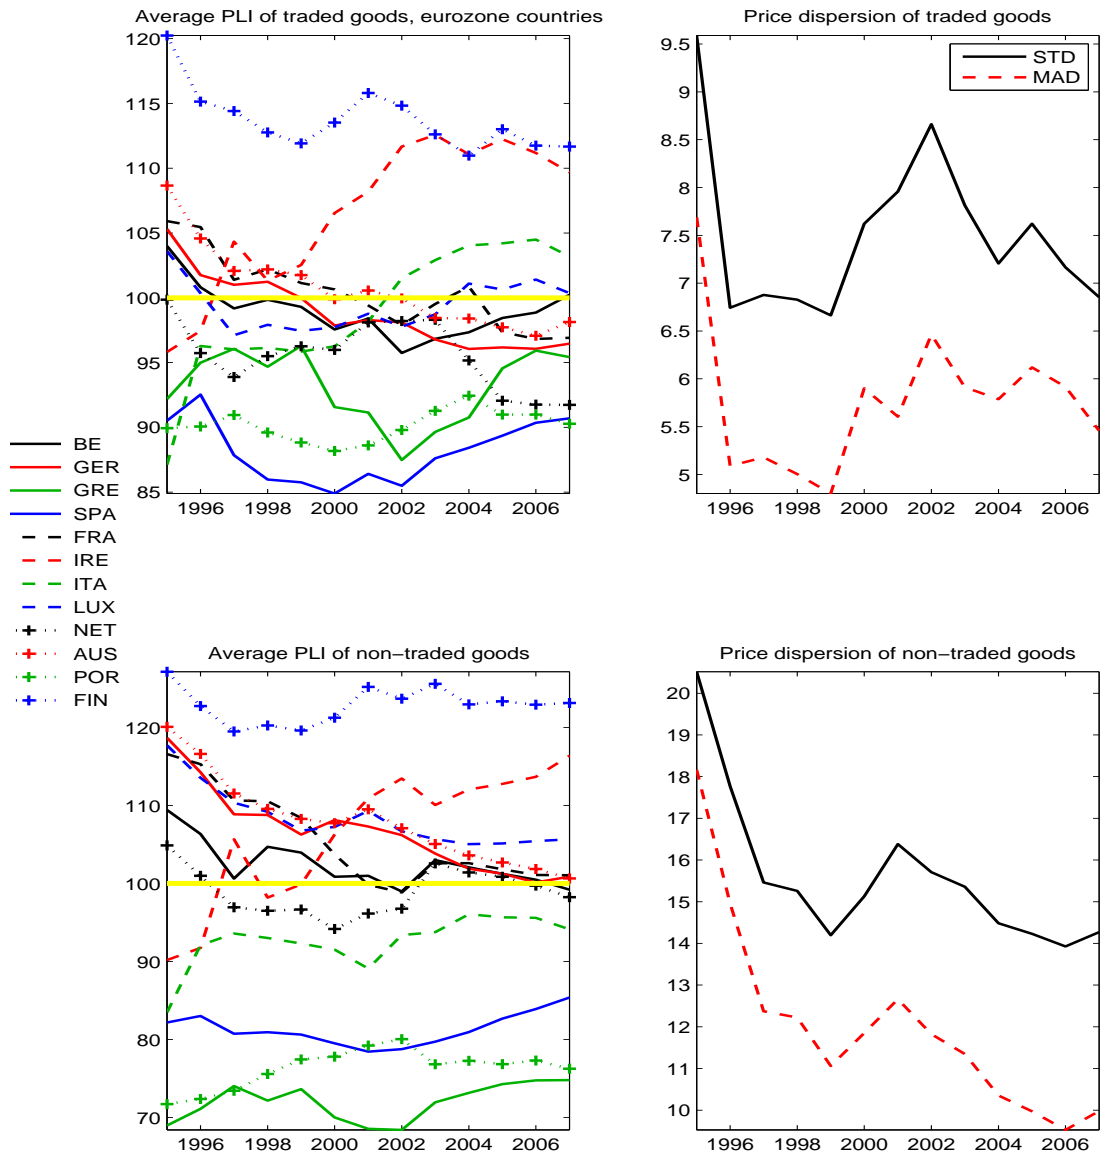 Average PLI of traded goods, eurozone countries
120
115
110
105
100
95
90
85
1996 1998 2000 2002 2004 2006
Price dispersion of traded goods
STD
MAD
9.5
9
8.5
8
7.5
7
6.5
6
5.5
5
1996 1998 2000 2002 2004 2006
BE
GER
GRE
SPA
FRA
IRE
ITA
LUX
NET
AUS
POR
FIN
Average PLI of non−traded goods
120
110
100
90
80
70
1996 1998 2000 2002 2004 2006
Price dispersion of non−traded goods
20
19
18
17
16
15
14
13
12
11
10
1996 1998 2000 2002 2004 2006